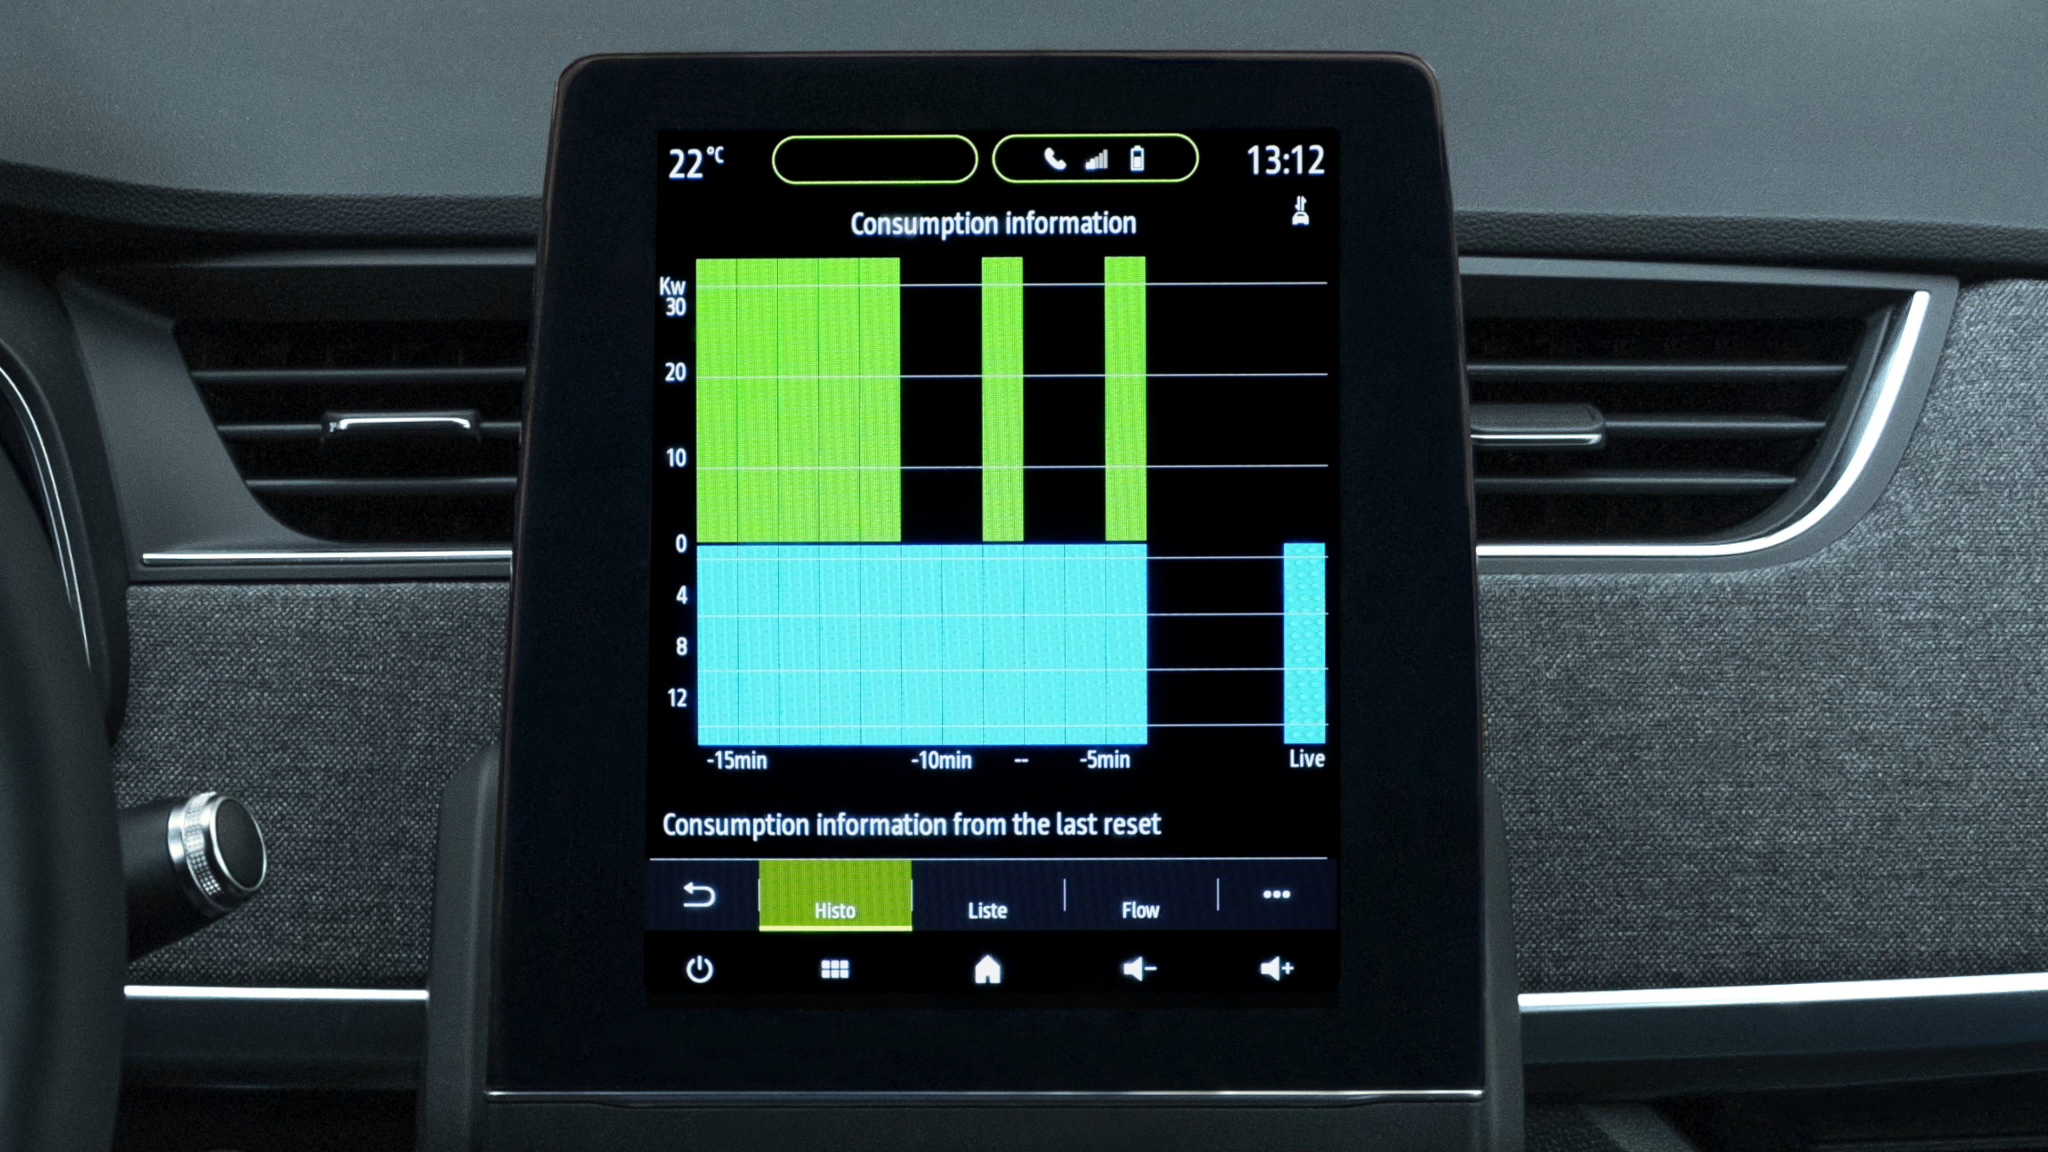 22°C
13:12
Consumption information
Kw
30
20
10
0
4
8
12
-15min -10min -- -5min Live
Consumption information from the last reset
Histo Liste Flow